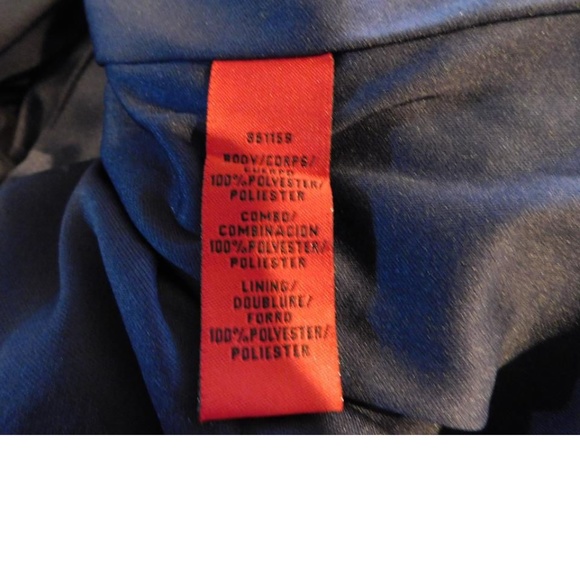 351159
BODY/CORPS/
CUERPO
100%POLYESTER/
POLIESTER
COMBO/
COMBINACION
100%POLYESTER/
POLIESTER
LINING/
DOUBLURE/
FORRO
100%POLYESTER/
POLIESTER